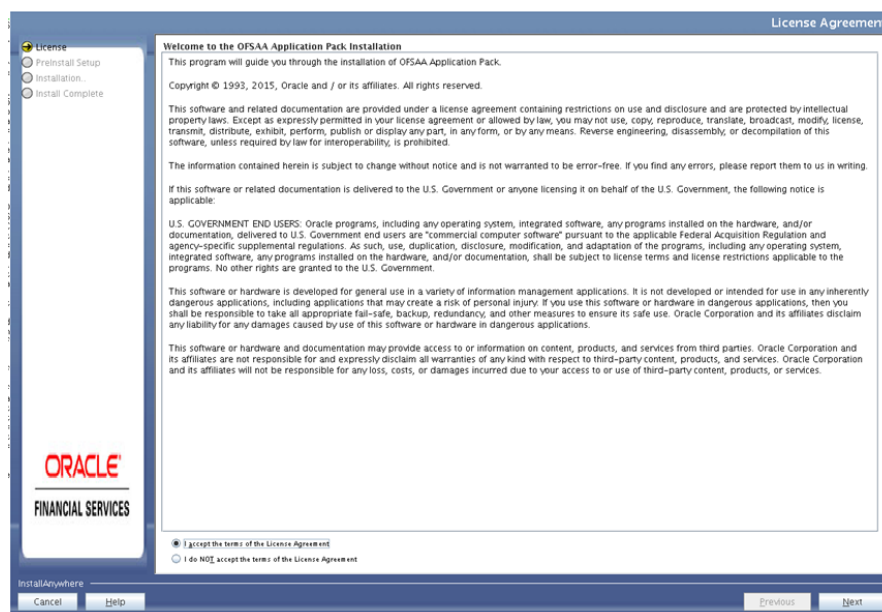 License Agreement
License
PreInstall Setup
Installation..
Install Complete
Welcome to the OFSAA Application Pack Installation
This program will guide you through the installation of OFSAA Application Pack.
Copyright © 1993, 2015, Oracle and / or its affiliates. All rights reserved.
This software and related documentation are provided under a license agreement containing restrictions on use and disclosure and are protected by intellectual
property laws. Except as expressly permitted in your license agreement or allowed by law, you may not use, copy, reproduce, translate, broadcast, modify, license,
transmit, distribute, exhibit, perform, publish or display any part, in any form, or by any means. Reverse engineering, disassembly, or decompilation of this
software, unless required by law for interoperability, is prohibited.
The information contained herein is subject to change without notice and is not warranted to be error-free. If you find any errors, please report them to us in writing.
If this software or related documentation is delivered to the U.S. Government or anyone licensing it on behalf of the U.S. Government, the following notice is
applicable:
U.S. GOVERNMENT END USERS: Oracle programs, including any operating system, integrated software, any programs installed on the hardware, and/or
documentation, delivered to U.S. Government end users are "commercial computer software" pursuant to the applicable Federal Acquisition Regulation and
agency-specific supplemental regulations. As such, use, duplication, disclosure, modification, and adaptation of the programs, including any operating system,
integrated software, any programs installed on the hardware, and/or documentation, shall be subject to license terms and license restrictions applicable to the
programs. No other rights are granted to the U.S. Government.
This software or hardware is developed for general use in a variety of information management applications. It is not developed or intended for use in any inherently
dangerous applications, including applications that may create a risk of personal injury. If you use this software or hardware in dangerous applications, then you
shall be responsible to take all appropriate fail-safe, backup, redundancy, and other measures to ensure its safe use. Oracle Corporation and its affiliates disclaim
any liability for any damages caused by use of this software or hardware in dangerous applications.
This software or hardware and documentation may provide access to or information on content, products, and services from third parties. Oracle Corporation and
its affiliates are not responsible for and expressly disclaim all warranties of any kind with respect to third-party content, products, and services. Oracle Corporation
and its affiliates will not be responsible for any loss, costs, or damages incurred due to your access to or use of third-party content, products, or services.
ORACLE
FINANCIAL SERVICES
I accept the terms of the License Agreement
I do NOT accept the terms of the License Agreement
InstallAnywhere
Cancel
Help
Previous
Next